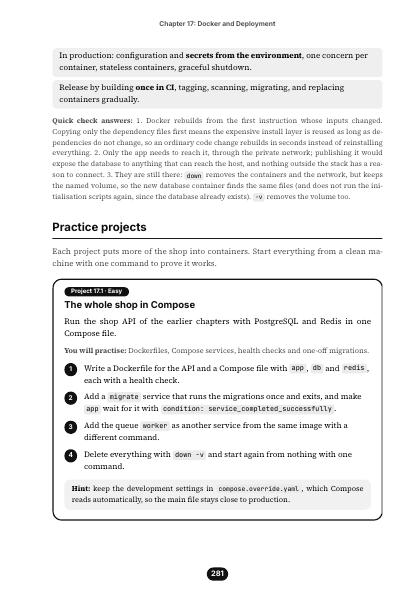 Chapter 17: Docker and Deployment
In production: configuration and secrets from the environment, one concern per
container, stateless containers, graceful shutdown.
Release by building once in CI, tagging, scanning, migrating, and replacing
containers gradually.
Quick check answers: 1. Docker rebuilds from the first instruction whose inputs changed.
Copying only the dependency files first means the expensive install layer is reused as long as de-
pendencies do not change, so an ordinary code change rebuilds in seconds instead of reinstalling
everything. 2. Only the app needs to reach it, through the private network; publishing it would
expose the database to anything that can reach the host, and nothing outside the stack has a rea-
son to connect. 3. They are still there: down removes the containers and the network, but keeps
the named volume, so the new database container finds the same files (and does not run the ini-
tialisation scripts again, since the database already exists). -v removes the volume too.
Practice projects
Each project puts more of the shop into containers. Start everything from a clean ma-
chine with one command to prove it works.
Project 17.1 · Easy
The whole shop in Compose
Run the shop API of the earlier chapters with PostgreSQL and Redis in one
Compose file.
You will practise: Dockerfiles, Compose services, health checks and one-off migrations.
1 Write a Dockerfile for the API and a Compose file with app, db and redis,
each with a health check.
2 Add a migrate service that runs the migrations once and exits, and make
app wait for it with condition: service_completed_successfully.
3 Add the queue worker as another service from the same image with a
different command.
4 Delete everything with down -v and start again from nothing with one
command.
Hint: keep the development settings in compose.override.yaml, which Compose
reads automatically, so the main file stays close to production.
281